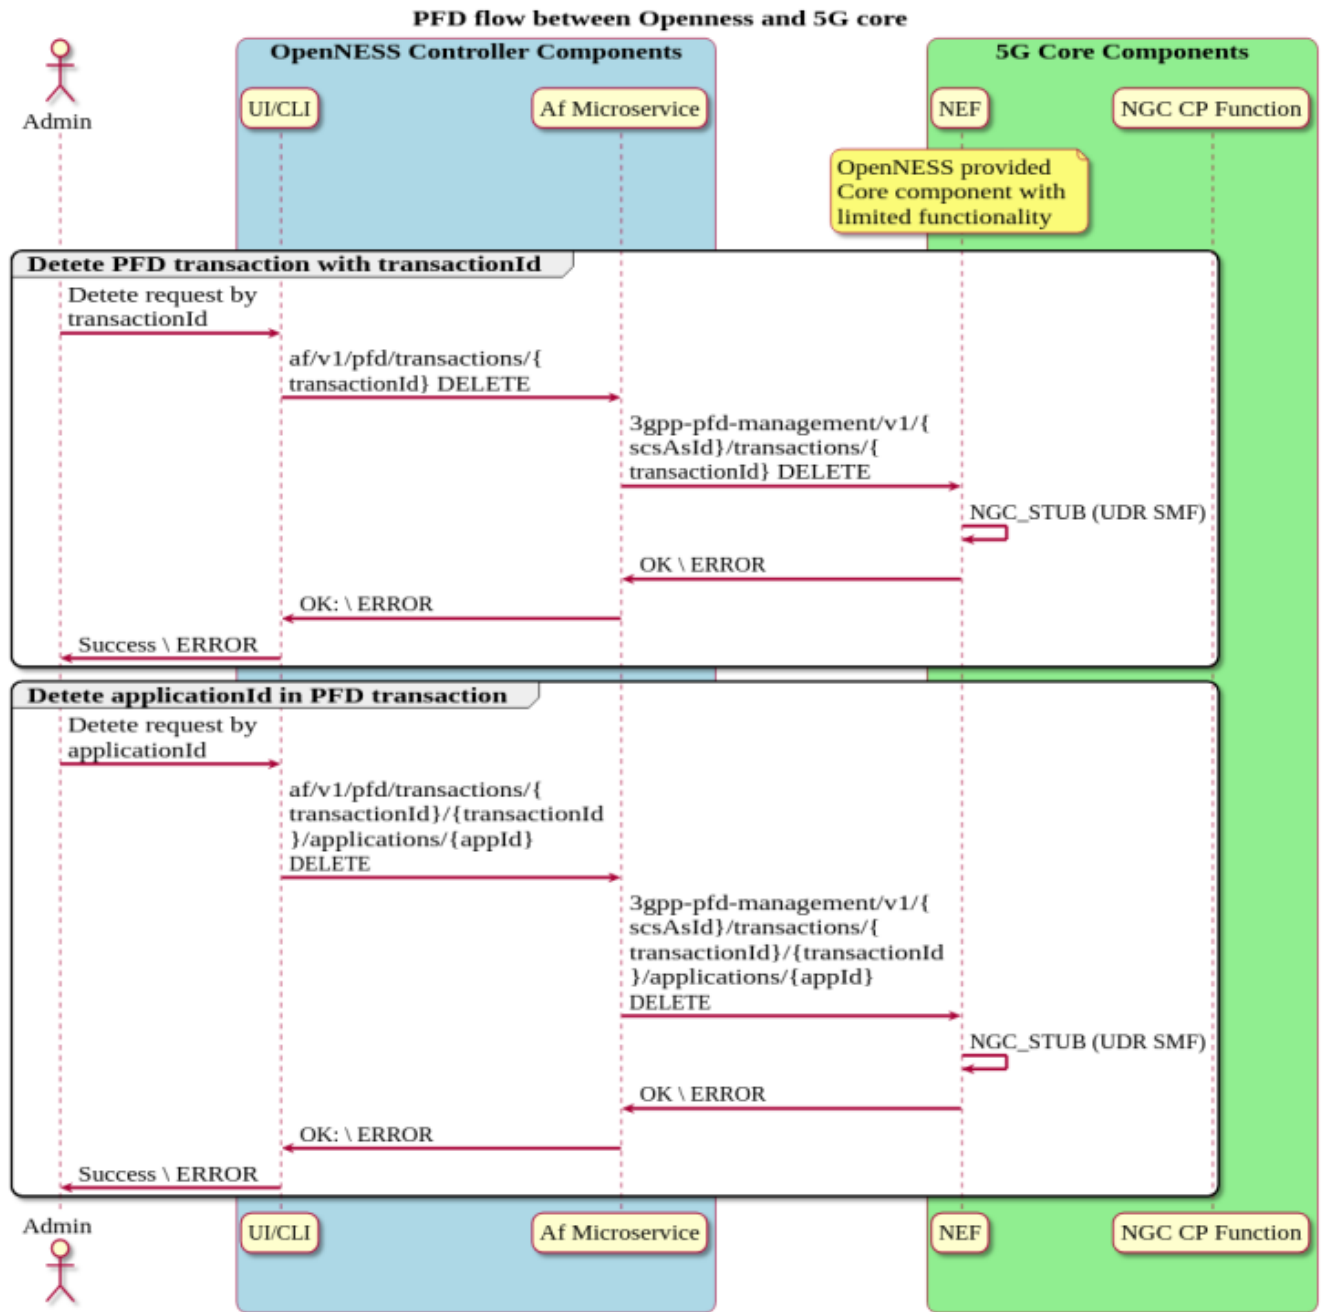 PFD flow between Openness and 5G core
OpenNESS Controller Components
5G Core Components
Admin
UI/CLI
Af Microservice
NEF
NGC CP Function
OpenNESS provided
Core component with
limited functionality
Detete PFD transaction with transactionId
Detete request by
transactionId
af/v1/pfd/transactions/{
transactionId} DELETE
3gpp-pfd-management/v1/{
scsAsId}/transactions/{
transactionId} DELETE
NGC_STUB (UDR SMF)
OK \ ERROR
OK: \ ERROR
Success \ ERROR
Detete applicationId in PFD transaction
Detete request by
applicationId
af/v1/pfd/transactions/{
transactionId}/{transactionId
}/applications/{appId}
DELETE
3gpp-pfd-management/v1/{
scsAsId}/transactions/{
transactionId}/{transactionId
}/applications/{appId}
DELETE
NGC_STUB (UDR SMF)
OK \ ERROR
OK: \ ERROR
Success \ ERROR
Admin
UI/CLI
Af Microservice
NEF
NGC CP Function